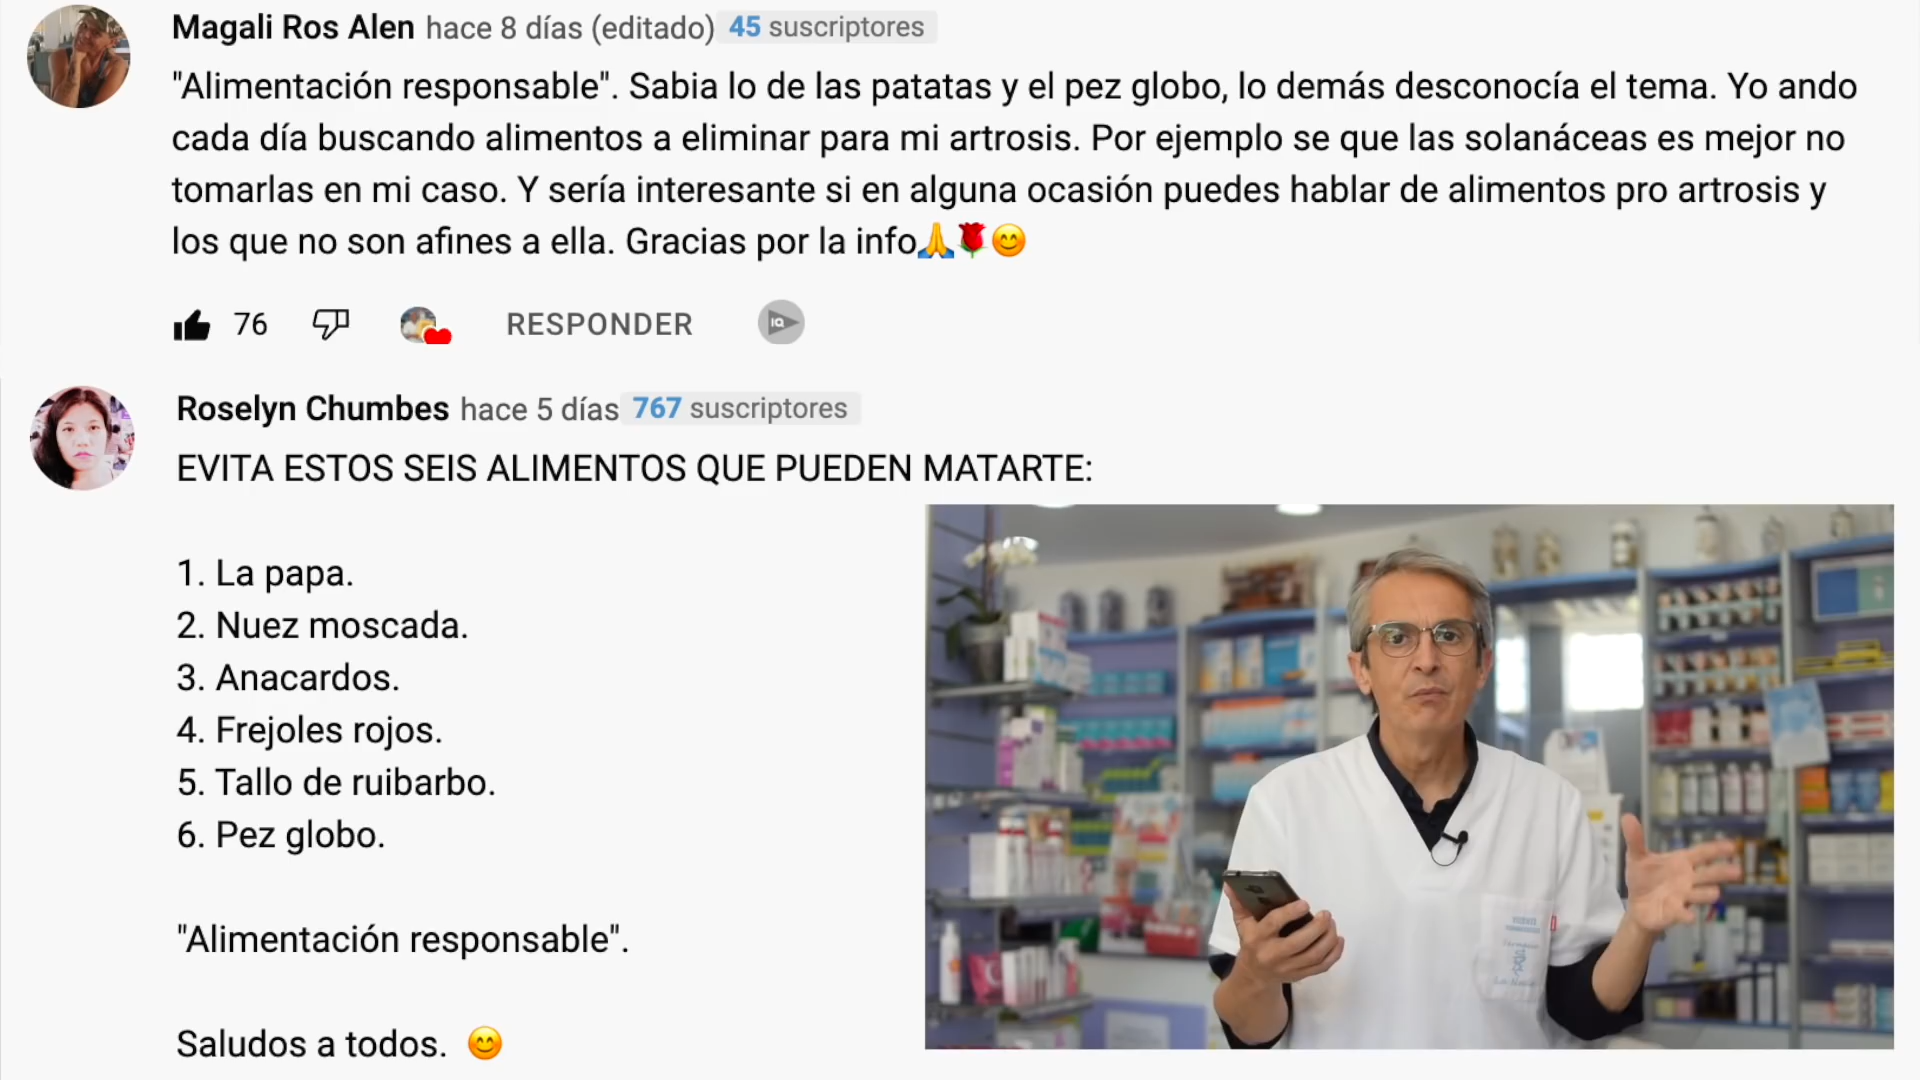 Magali Ros Alen hace 8 días (editado) 45 suscriptores
"Alimentación responsable". Sabia lo de las patatas y el pez globo, lo demás desconocía el tema. Yo ando
cada día buscando alimentos a eliminar para mi artrosis. Por ejemplo se que las solanáceas es mejor no
tomarlas en mi caso. Y sería interesante si en alguna ocasión puedes hablar de alimentos pro artrosis y
los que no son afines a ella. Gracias por la info🙏🌹😊
76 RESPONDER IQ
Roselyn Chumbes hace 5 días 767 suscriptores
EVITA ESTOS SEIS ALIMENTOS QUE PUEDEN MATARTE:
1. La papa.
2. Nuez moscada.
3. Anacardos.
4. Frejoles rojos.
5. Tallo de ruibarbo.
6. Pez globo.
"Alimentación responsable".
Saludos a todos. 😊